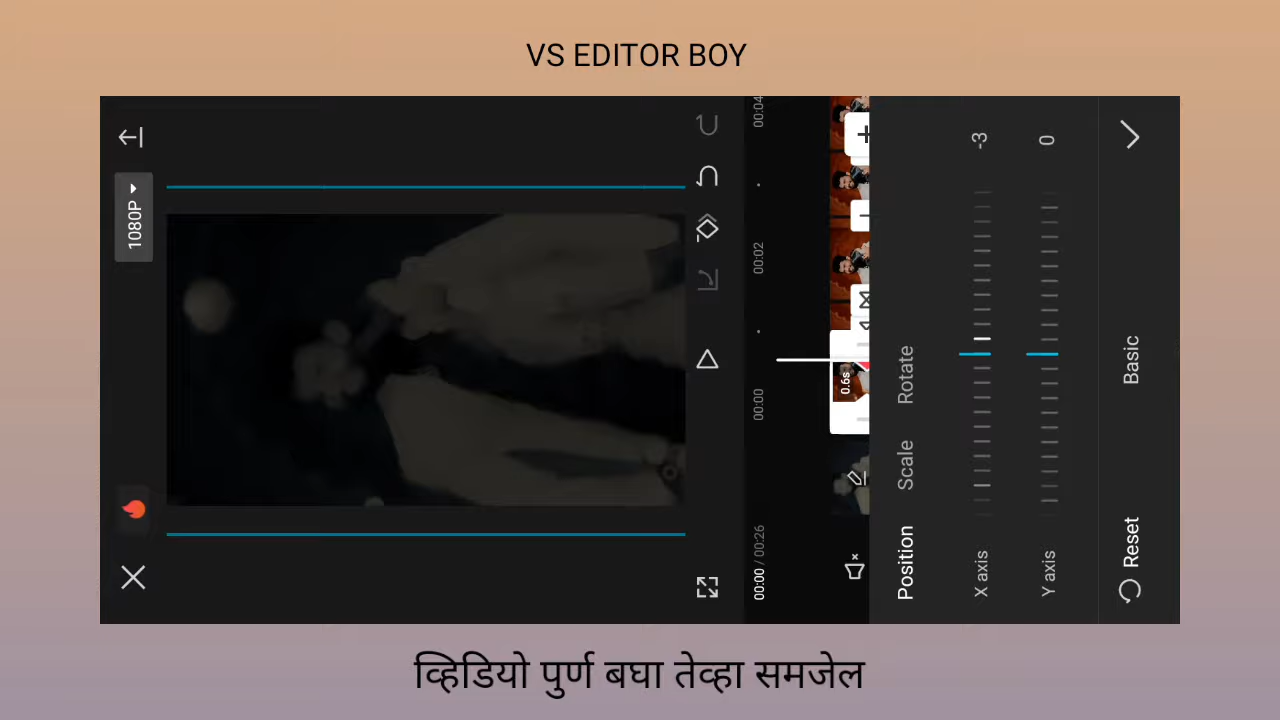 VS EDITOR BOY
1080P
00:00 / 00:26
00:00
00:02
00:04
0.6s
Position Scale Rotate
X axis -3
Y axis 0
Reset Basic
व्हिडियो पुर्ण बघा तेव्हा समजेल